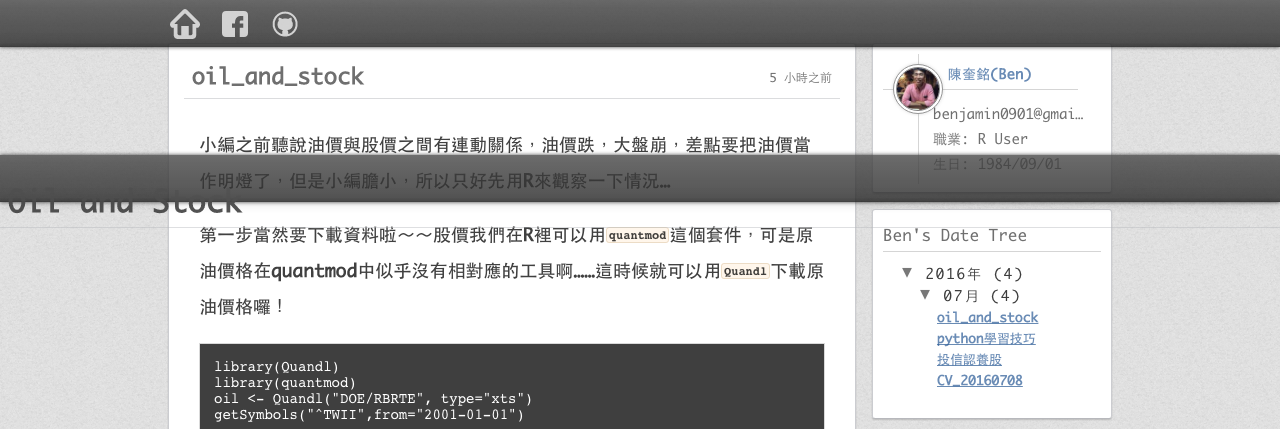 oil_and_stock
5 小時之前
小編之前聽說油價與股價之間有連動關係，油價跌，大盤崩，差點要把油價當
作明燈了，但是小編膽小，所以只好先用R來觀察一下情況…
Oil and Stock
第一步當然要下載資料啦～～股價我們在R裡可以用quantmod這個套件，可是原
油價格在quantmod中似乎沒有相對應的工具啊……這時候就可以用Quandl下載原
油價格囉！
library(Quandl)
library(quantmod)
oil <- Quandl("DOE/RBRTE", type="xts")
getSymbols("^TWII",from="2001-01-01")
陳奎銘(Ben)
benjamin0901@gmai…
職業: R User
生日: 1984/09/01
Ben's Date Tree
▼ 2016年 (4)
▼ 07月 (4)
oil_and_stock
python學習技巧
投信認養股
CV_20160708